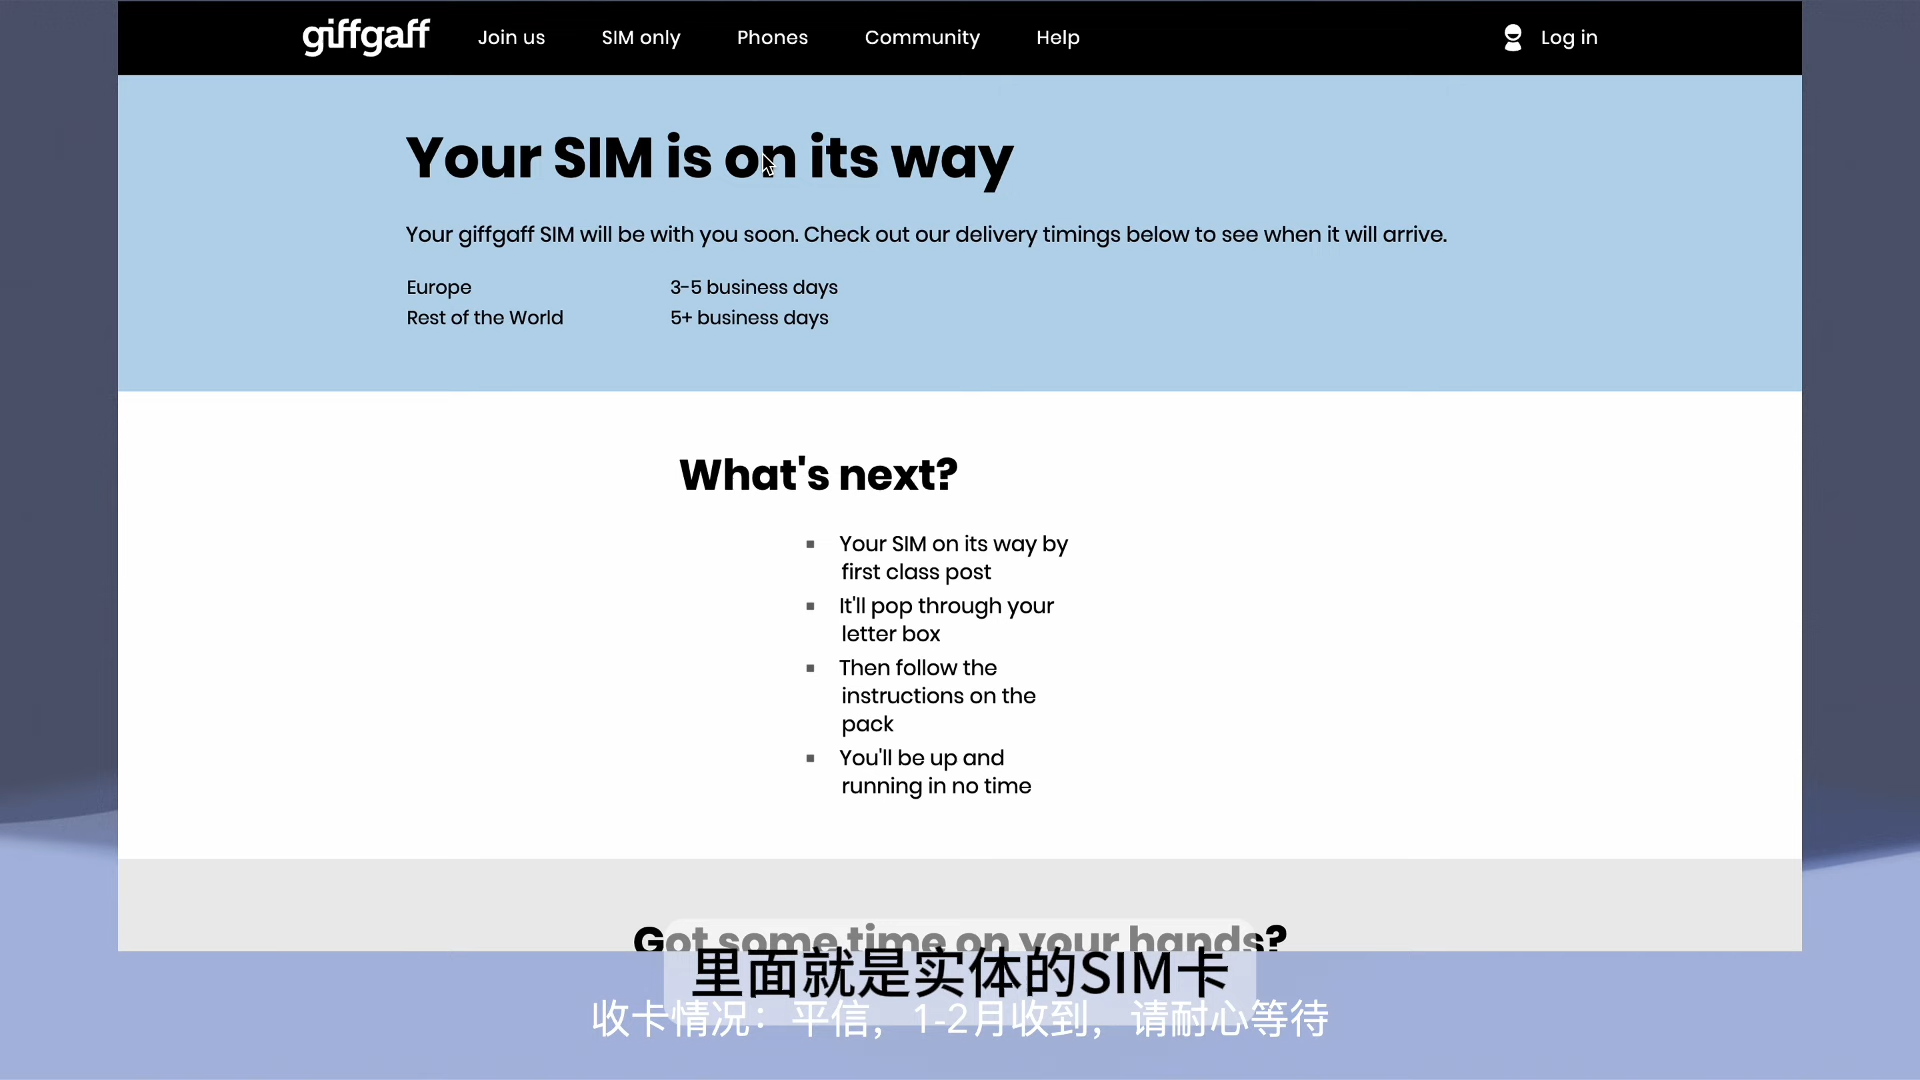 giffgaff Join us SIM only Phones Community Help Log in
Your SIM is on its way
Your giffgaff SIM will be with you soon. Check out our delivery timings below to see when it will arrive.
Europe 3-5 business days
Rest of the World 5+ business days
What's next?
Your SIM on its way by
first class post
It'll pop through your
letter box
Then follow the
instructions on the
pack
You'll be up and
running in no time
Got some time on your hands?
里面就是实体的SIM卡
收卡情况：平信，1-2月收到，请耐心等待